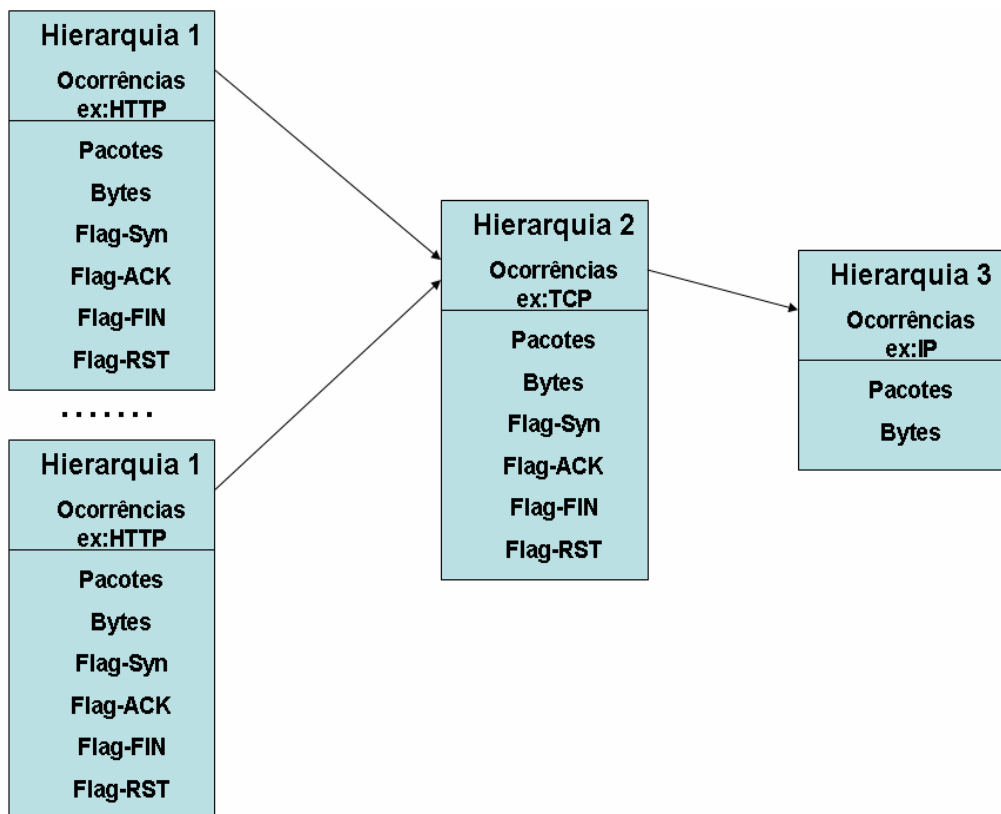 Hierarquia 1
Ocorrências
ex:HTTP
Pacotes
Bytes
Flag-Syn
Flag-ACK
Flag-FIN
Flag-RST
.......
Hierarquia 1
Ocorrências
ex:HTTP
Pacotes
Bytes
Flag-Syn
Flag-ACK
Flag-FIN
Flag-RST
Hierarquia 2
Ocorrências
ex:TCP
Pacotes
Bytes
Flag-Syn
Flag-ACK
Flag-FIN
Flag-RST
Hierarquia 3
Ocorrências
ex:IP
Pacotes
Bytes